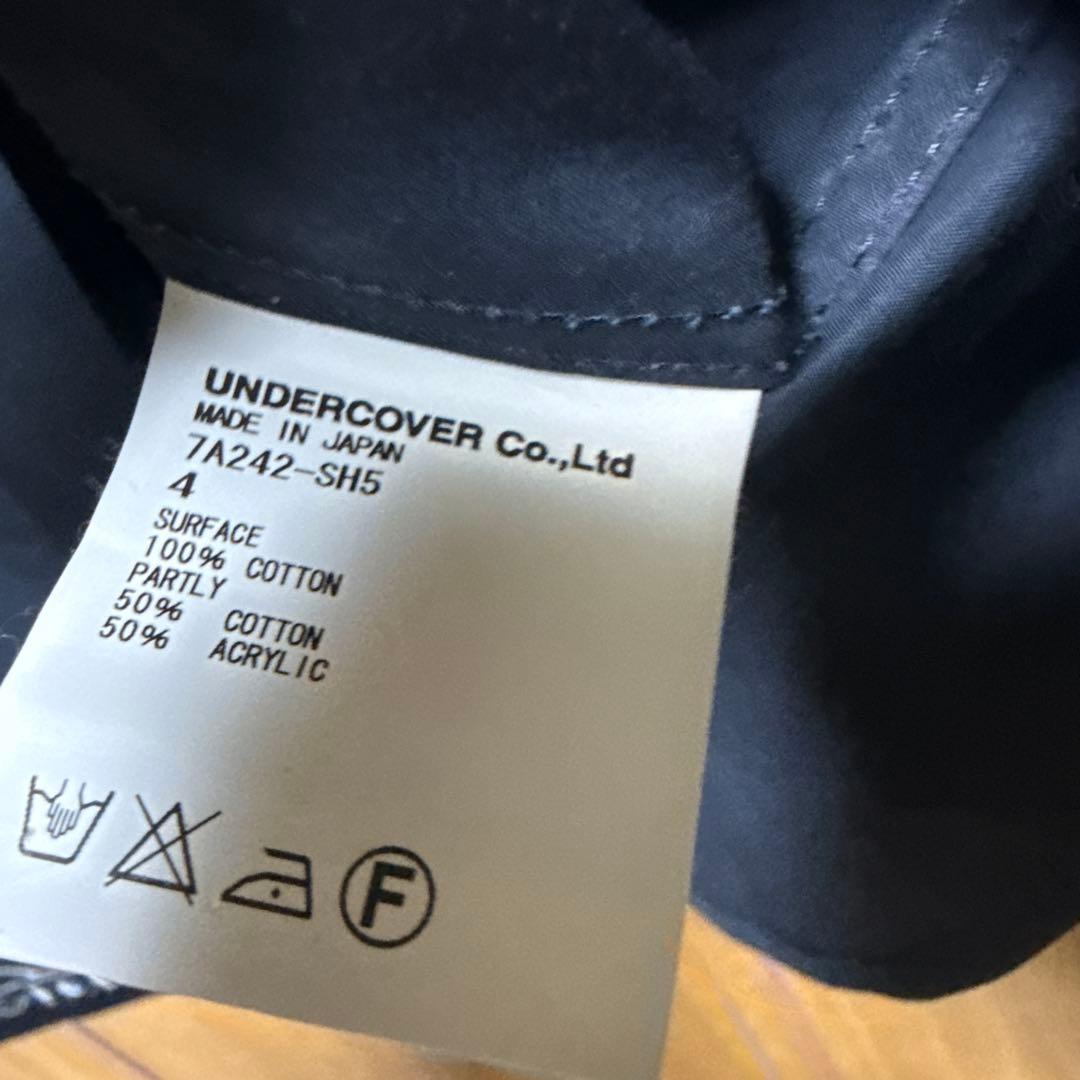 UNDERCOVER Co.,Ltd
MADE IN JAPAN
7A242-SH5
4
SURFACE
100% COTTON
PARTLY
50% COTTON
50% ACRYLIC
F